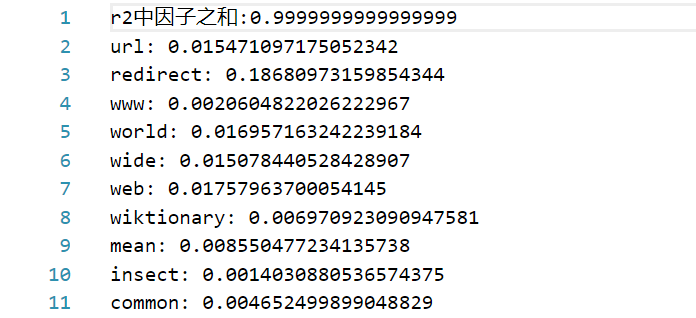 1 r2中因子之和:0.9999999999999999
2 url: 0.015471097175052342
3 redirect: 0.18680973159854344
4 www: 0.0020604822026222967
5 world: 0.016957163242239184
6 wide: 0.015078440528428907
7 web: 0.01757963700054145
8 wiktionary: 0.006970923090947581
9 mean: 0.008550477234135738
10 insect: 0.0014030880536574375
11 common: 0.004652499899048829